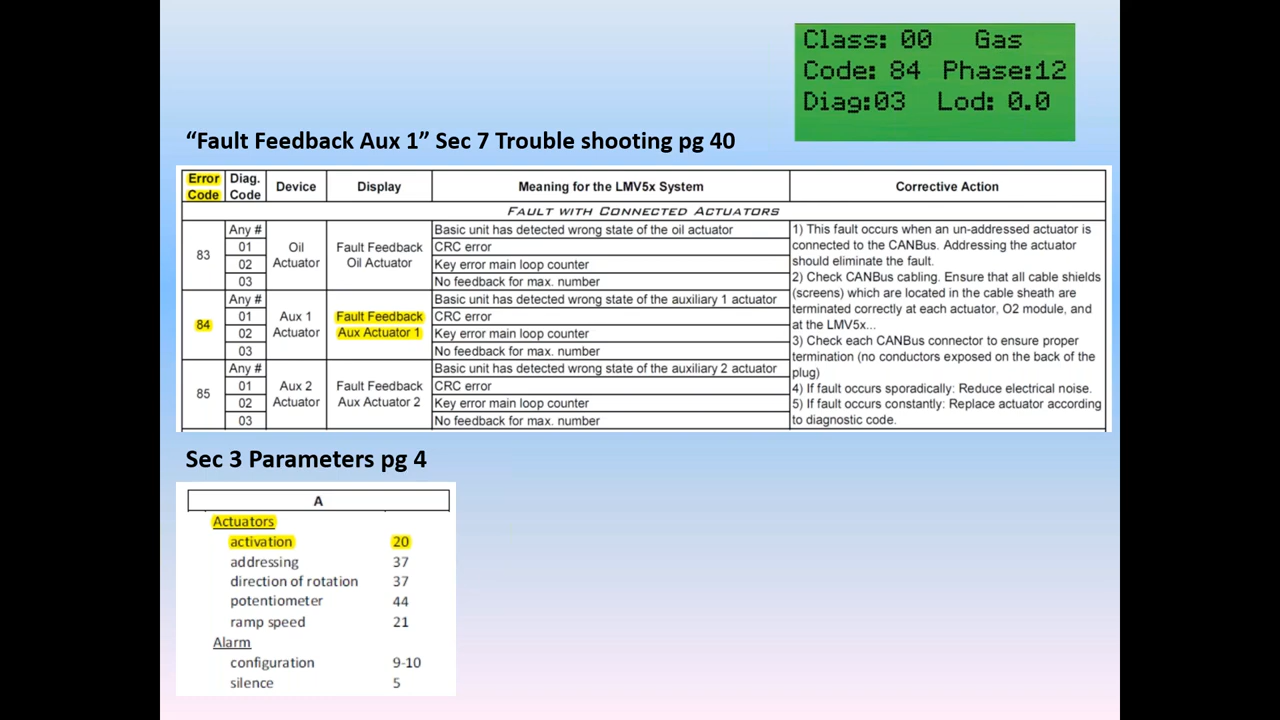 Class: 00 Gas
Code: 84 Phase:12
Diag:03 Lod: 0.0
“Fault Feedback Aux 1” Sec 7 Trouble shooting pg 40
Error Code Diag. Code Device Display Meaning for the LMV5x System Corrective Action
FAULT WITH CONNECTED ACTUATORS
83 Oil Actuator Fault Feedback Oil Actuator
Any # Basic unit has detected wrong state of the oil actuator
01 CRC error
02 Key error main loop counter
03 No feedback for max. number
84 Aux 1 Actuator Fault Feedback Aux Actuator 1
Any # Basic unit has detected wrong state of the auxiliary 1 actuator
01 CRC error
02 Key error main loop counter
03 No feedback for max. number
85 Aux 2 Actuator Fault Feedback Aux Actuator 2
Any # Basic unit has detected wrong state of the auxiliary 2 actuator
01 CRC error
02 Key error main loop counter
03 No feedback for max. number
1) This fault occurs when an un-addressed actuator is
connected to the CANBus. Addressing the actuator
should eliminate the fault.
2) Check CANBus cabling. Ensure that all cable shields
(screens) which are located in the cable sheath are
terminated correctly at each actuator, O2 module, and
at the LMV5x...
3) Check each CANBus connector to ensure proper
termination (no conductors exposed on the back of the
plug)
4) If fault occurs sporadically: Reduce electrical noise.
5) If fault occurs constantly: Replace actuator according
to diagnostic code.
Sec 3 Parameters pg 4
A
Actuators
activation 20
addressing 37
direction of rotation 37
potentiometer 44
ramp speed 21
Alarm
configuration 9-10
silence 5